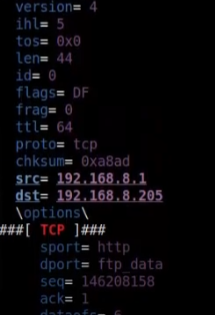 version= 4
ihl= 5
tos= 0x0
len= 44
id= 0
flags= DF
frag= 0
ttl= 64
proto= tcp
chksum= 0xa8ad
src= 192.168.8.1
dst= 192.168.8.205
\options\
###[ TCP ]###
sport= http
dport= ftp_data
seq= 146208158
ack= 1
dataofs= 6